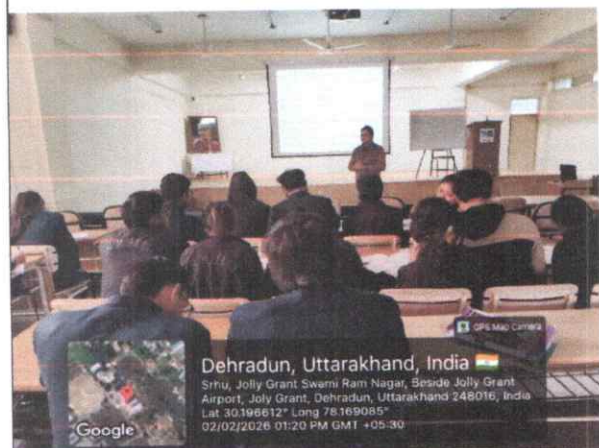 GPS Map Camera
Dehradun, Uttarakhand, India
Srhu, Jolly Grant Swami Ram Nagar, Beside Jolly Grant
Airport, Joly Grant, Dehradun, Uttarakhand 248016, India
Lat 30.196612° Long 78.169085°
02/02/2026 01:20 PM GMT +05:30
Google